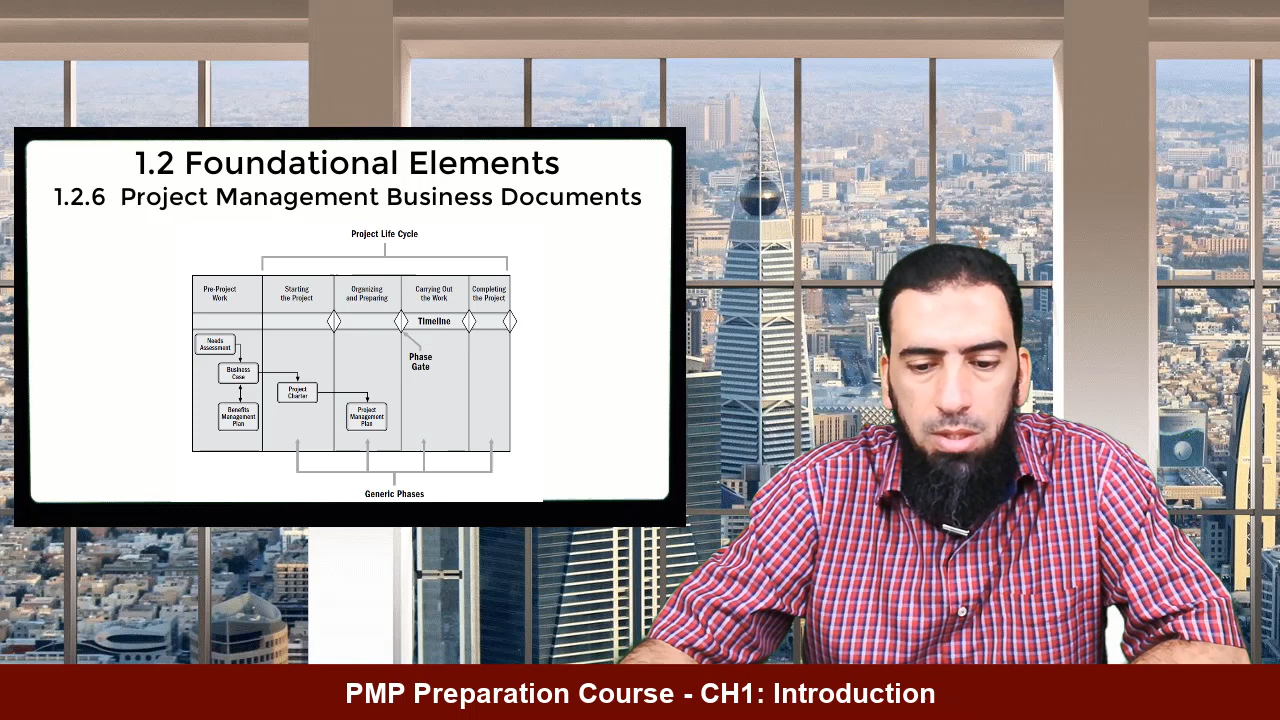 1.2 Foundational Elements
1.2.6 Project Management Business Documents
Project Life Cycle
Pre-Project
Work
Starting
the Project
Organizing
and Preparing
Carrying Out
the Work
Completing
the Project
Timeline
Needs
Assessment
Phase
Gate
Business
Case
Project
Charter
Benefits
Management
Plan
Project
Management
Plan
Generic Phases
PMP Preparation Course - CH1: Introduction